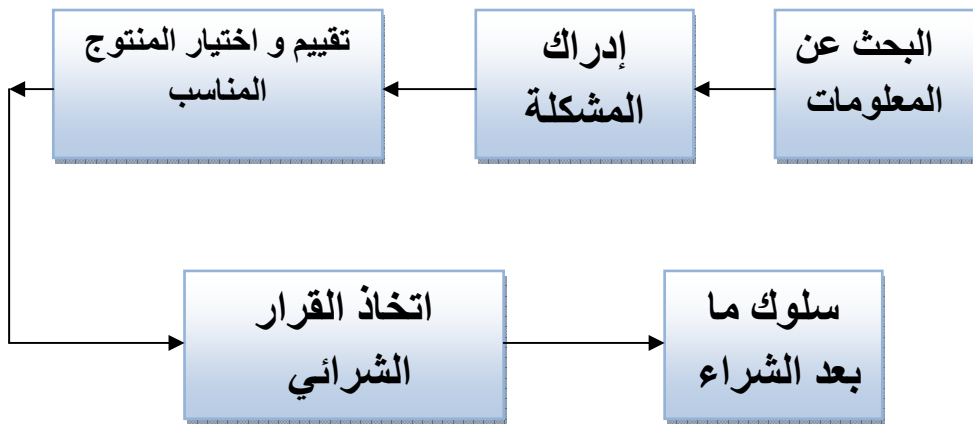 البحث عن
المعلومات
إدراك
المشكلة
تقييم و اختيار المنتوج
المناسب
اتخاذ القرار
الشرائي
سلوك ما
بعد الشراء